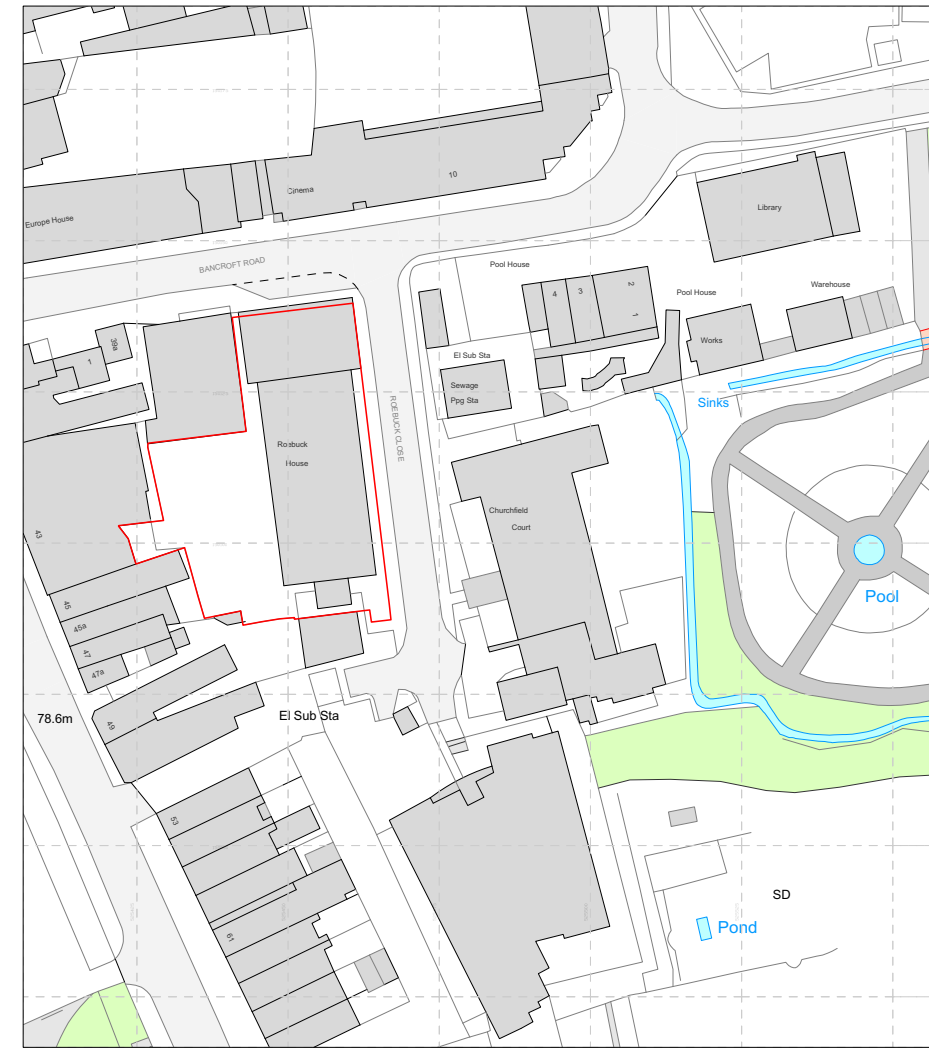 Europe House
Cinema
10
Library
BANCROFT ROAD
Pool House
4
3
2
1
Pool House
Warehouse
Works
39a
1
El Sub Sta
Sewage
Ppg Sta
Sinks
ROEBUCK CLOSE
Roebuck
House
Churchfield
Court
43
Pool
45
45a
47
47a
49
78.6m
El Sub Sta
53
61
SD
Pond